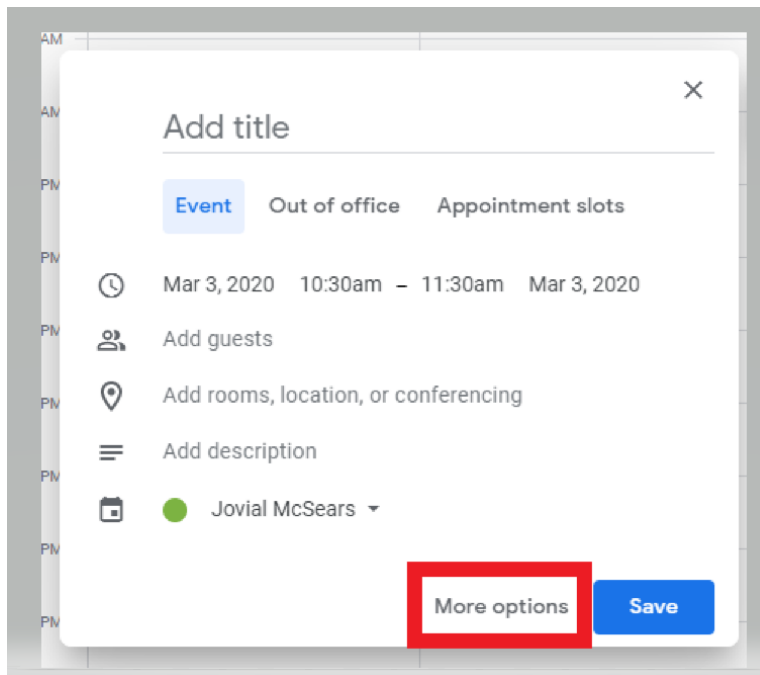 AM
Add title
AM
PM
Event Out of office Appointment slots
PM
Mar 3, 2020 10:30am – 11:30am Mar 3, 2020
PM
Add guests
PM
Add rooms, location, or conferencing
Add description
PM
Jovial McSears
PM
More options Save
PM